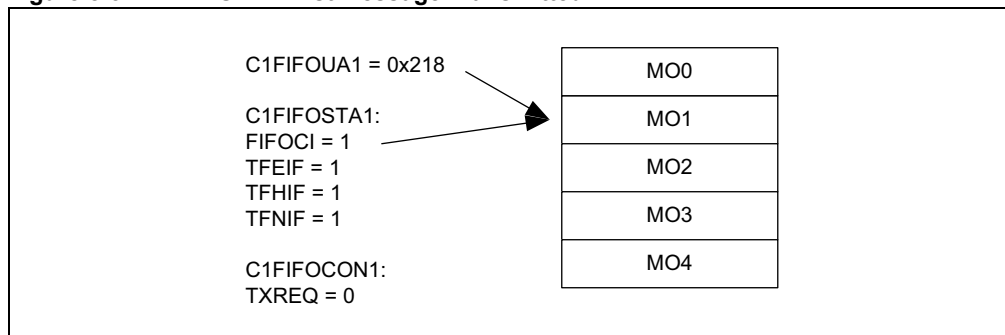 C1FIFOUA1 = 0x218
C1FIFOSTA1:
FIFOCI = 1
TFEIF = 1
TFHIF = 1
TFNIF = 1
C1FIFOCON1:
TXREQ = 0
MO0
MO1
MO2
MO3
MO4